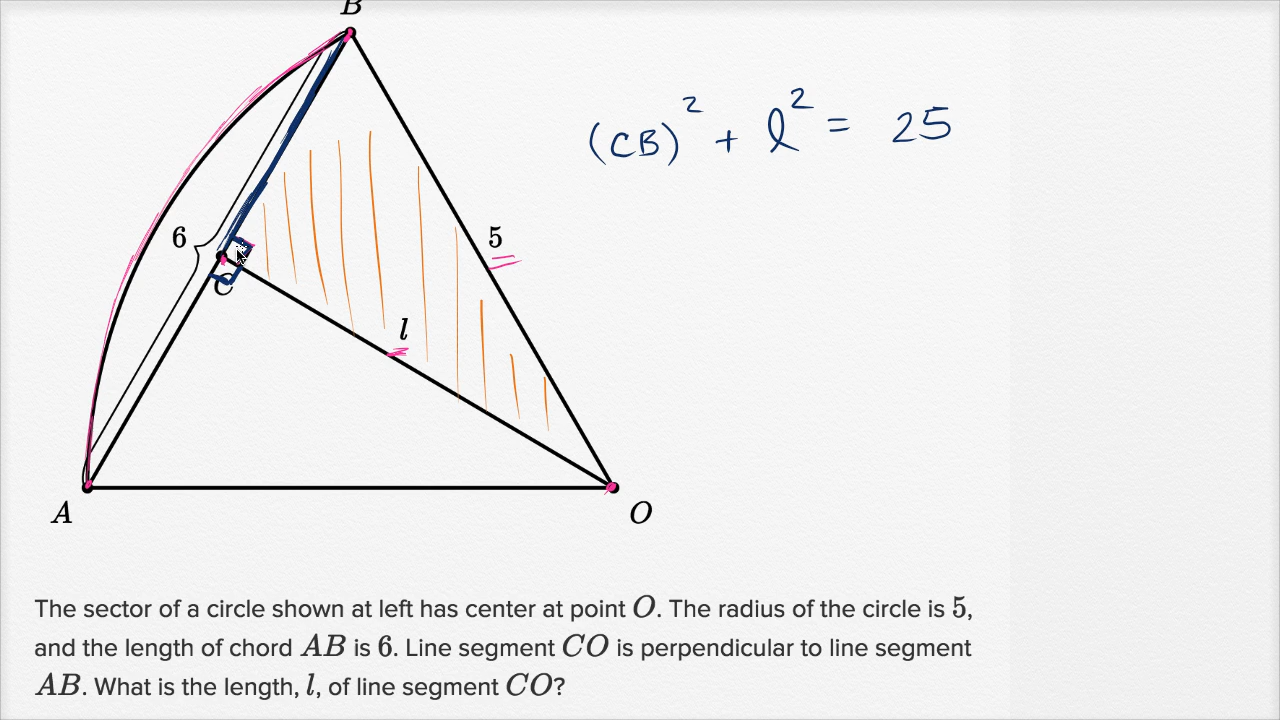 B
(CB)² + l² = 25
6
5
C
l
A
O
The sector of a circle shown at left has center at point O. The radius of the circle is 5,
and the length of chord AB is 6. Line segment CO is perpendicular to line segment
AB. What is the length, l, of line segment CO?